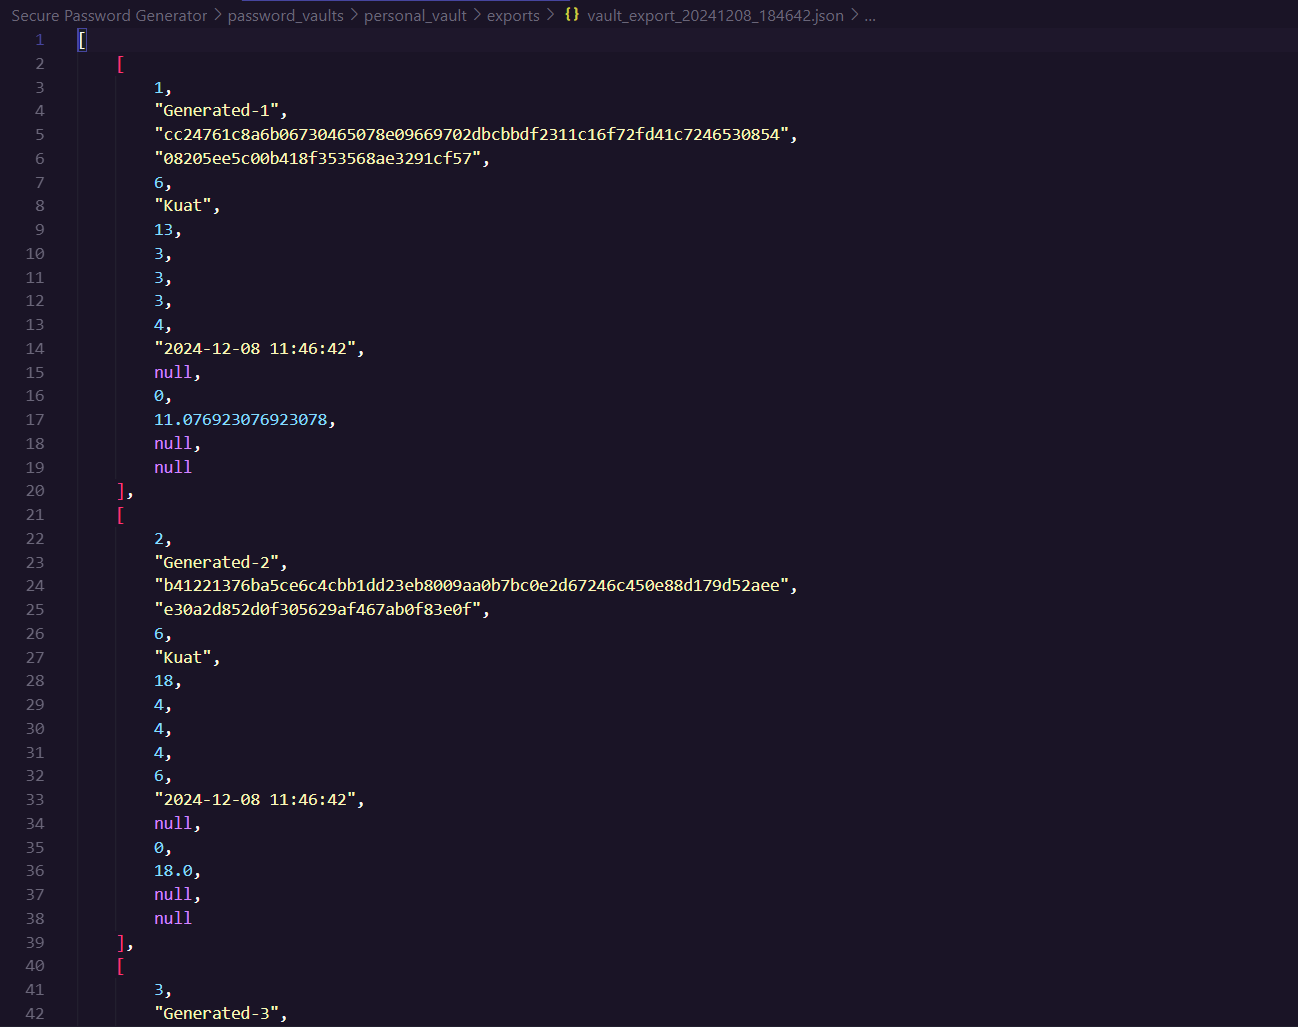 Secure Password Generator > password_vaults > personal_vault > exports > {} vault_export_20241208_184642.json > ...
1 [
2 [
3 1,
4 "Generated-1",
5 "cc24761c8a6b06730465078e09669702dbcbbdf2311c16f72fd41c7246530854",
6 "08205ee5c00b418f353568ae3291cf57",
7 6,
8 "Kuat",
9 13,
10 3,
11 3,
12 3,
13 4,
14 "2024-12-08 11:46:42",
15 null,
16 0,
17 11.076923076923078,
18 null,
19 null
20 ],
21 [
22 2,
23 "Generated-2",
24 "b41221376ba5ce6c4cbb1dd23eb8009aa0b7bc0e2d67246c450e88d179d52aee",
25 "e30a2d852d0f305629af467ab0f83e0f",
26 6,
27 "Kuat",
28 18,
29 4,
30 4,
31 4,
32 6,
33 "2024-12-08 11:46:42",
34 null,
35 0,
36 18.0,
37 null,
38 null
39 ],
40 [
41 3,
42 "Generated-3",